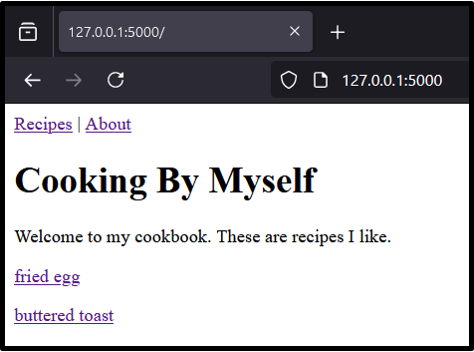 127.0.0.1:5000/
127.0.0.1:5000
Recipes | About
Cooking By Myself
Welcome to my cookbook. These are recipes I like.
fried egg
buttered toast